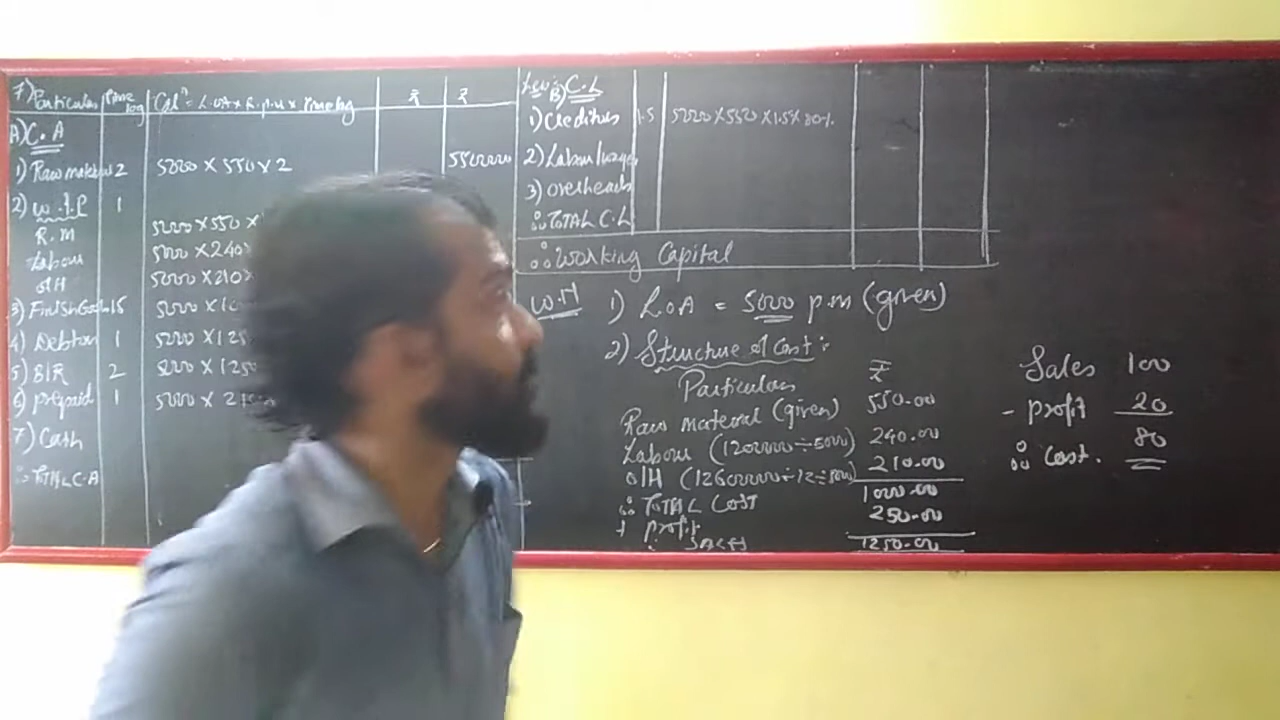 7) Particulars Time lag Calⁿ = L.OA x R.p.u x Time lag ₹ ₹
A) C.A
1) Raw material 2 5000 X 550 X 2 5500000
2) W.I.P 1
R.M 5000 X 550 X
Labour 5000 X 240 X
O/H 5000 X 210 X
3) Finish Goods 1.5 5000 X 10
4) Debtors 1 5000 X 125
5) B/R 2 5000 X 1250
6) prepaid 1 5000 X 210
7) Cash
∴ TOTAL C.A
Less: B) C.L
1) Creditors 1.5 5000 X 550 X 1.5 X 80%
2) Labour/wages
3) overheads
∴ TOTAL C.L
∴ Working Capital
W.N 1) L.O.A = 5000 p.m (given)
2) Structure of Cost:
Particulars ₹
Raw material (given) 550.00
Labour (1200000 ÷ 5000) 240.00
O/H (12600000 ÷ 12 ÷ 5000) 210.00
∴ TOTAL COST 1000.00
+ profit 250.00
∴ SALES 1250.00
Sales 100
- profit 20
∴ Cost. 80